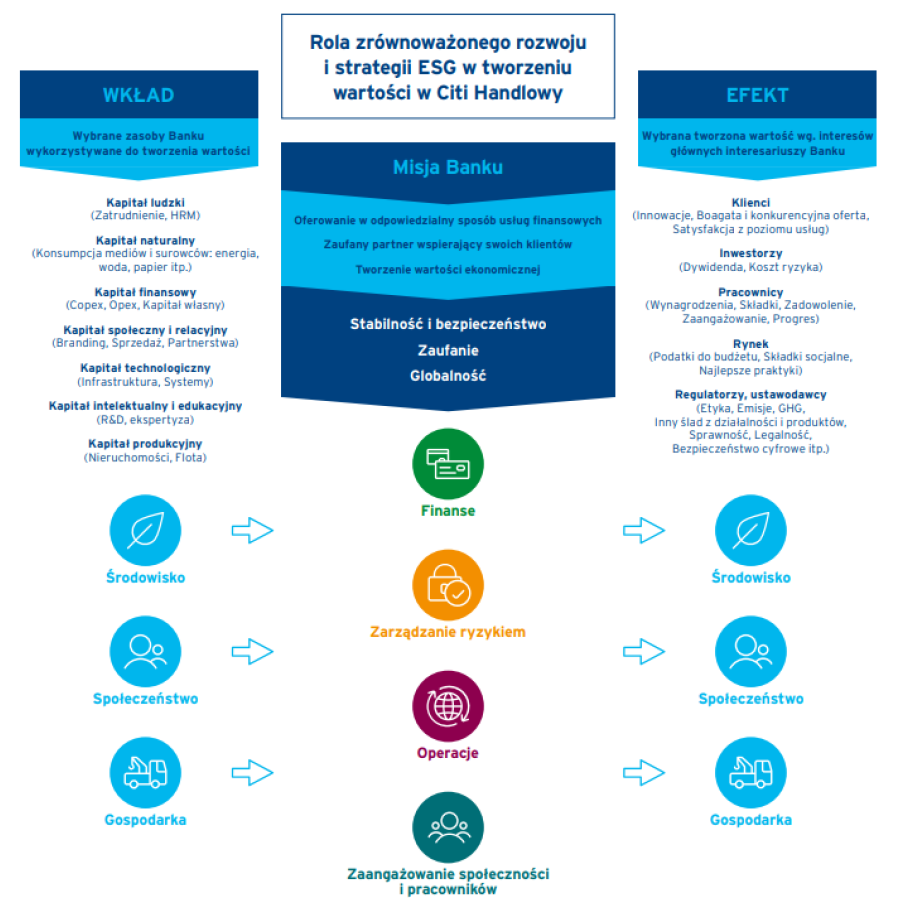 Rola zrównoważonego rozwoju
i strategii ESG w tworzeniu
wartości w Citi Handlowy
WKŁAD
Wybrane zasoby Banku
wykorzystywane do tworzenia wartości
Kapitał ludzki
(Zatrudnienie, HRM)
Kapitał naturalny
(Konsumpcja mediów i surowców: energia,
woda, papier itp.)
Kapitał finansowy
(Copex, Opex, Kapitał własny)
Kapitał społeczny i relacyjny
(Branding, Sprzedaż, Partnerstwa)
Kapitał technologiczny
(Infrastruktura, Systemy)
Kapitał intelektualny i edukacyjny
(R&D, ekspertyza)
Kapitał produkcyjny
(Nieruchomości, Flota)
Środowisko
Społeczeństwo
Gospodarka
Misja Banku
Oferowanie w odpowiedzialny sposób usług finansowych
Zaufany partner wspierający swoich klientów
Tworzenie wartości ekonomicznej
Stabilność i bezpieczeństwo
Zaufanie
Globalność
Finanse
Zarządzanie ryzykiem
Operacje
Zaangażowanie społeczności
i pracowników
EFEKT
Wybrana tworzona wartość wg. interesów
głównych interesariuszy Banku
Klienci
(Innowacje, Boagata i konkurencyjna oferta,
Satysfakcja z poziomu usług)
Inwestorzy
(Dywidenda, Koszt ryzyka)
Pracownicy
(Wynagrodzenia, Składki, Zadowolenie,
Zaangażowanie, Progres)
Rynek
(Podatki do budżetu, Składki socjalne,
Najlepsze praktyki)
Regulatorzy, ustawodawcy
(Etyka, Emisje, GHG,
Inny ślad z działalności i produktów,
Sprawność, Legalność,
Bezpieczeństwo cyfrowe itp.)
Środowisko
Społeczeństwo
Gospodarka